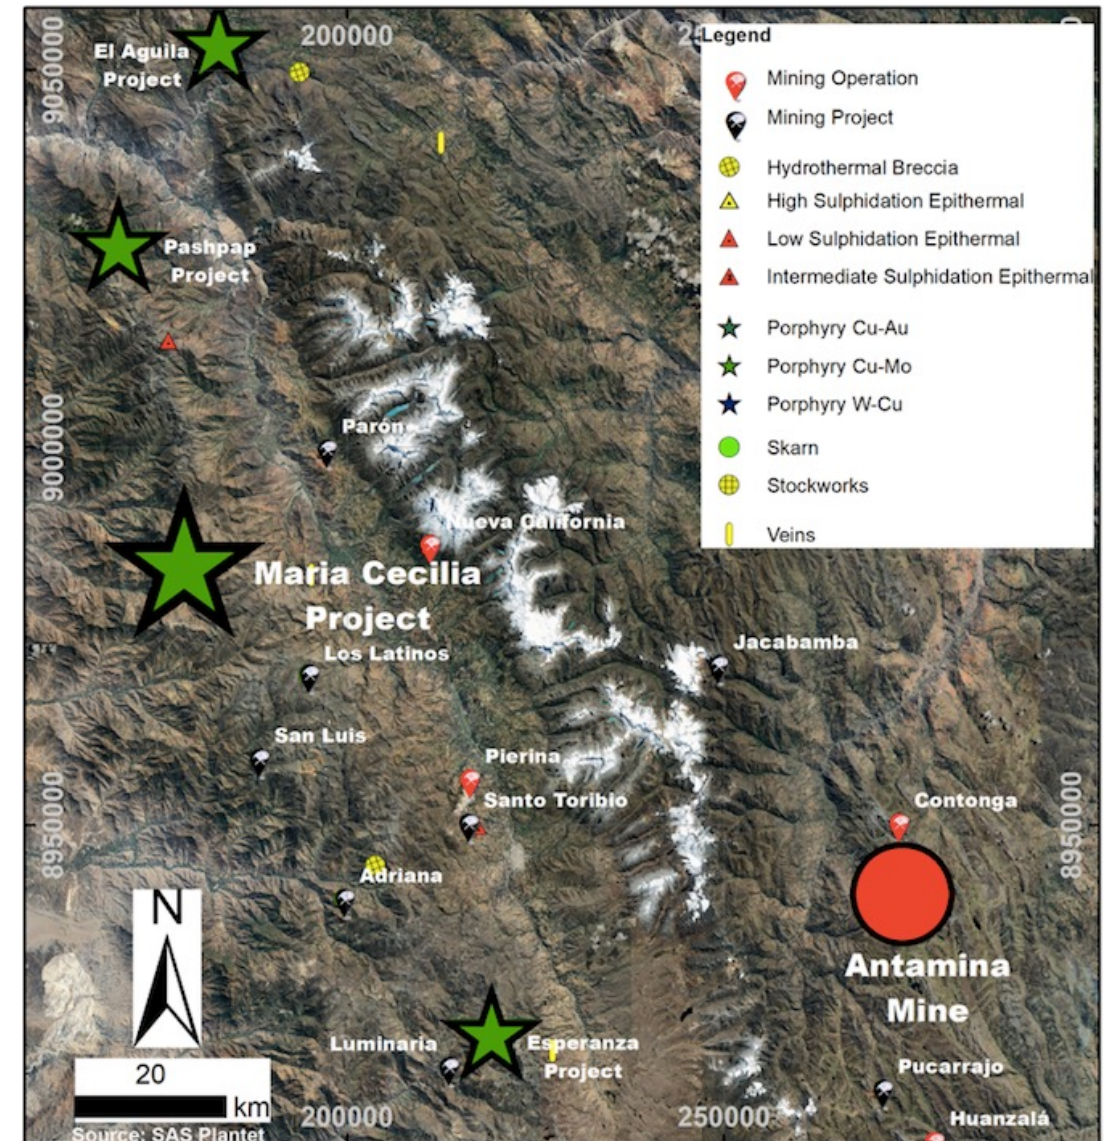 9050000
200000
El Aguila
Project
Legend
Mining Operation
Mining Project
Hydrothermal Breccia
High Sulphidation Epithermal
Low Sulphidation Epithermal
Intermediate Sulphidation Epithermal
Porphyry Cu-Au
Porphyry Cu-Mo
Porphyry W-Cu
Skarn
Stockworks
Veins
Pashpap
Project
9000000
Parón
Nueva California
Maria Cecilia
Project
Los Latinos
Jacabamba
San Luis
Pierina
Santo Toribio
8950000
Contonga
8950000
Adriana
N
Antamina
Mine
Luminaria
Esperanza
Project
Pucarrajo
20
km
200000
250000
Huanzalá
Source: SAS Plantet